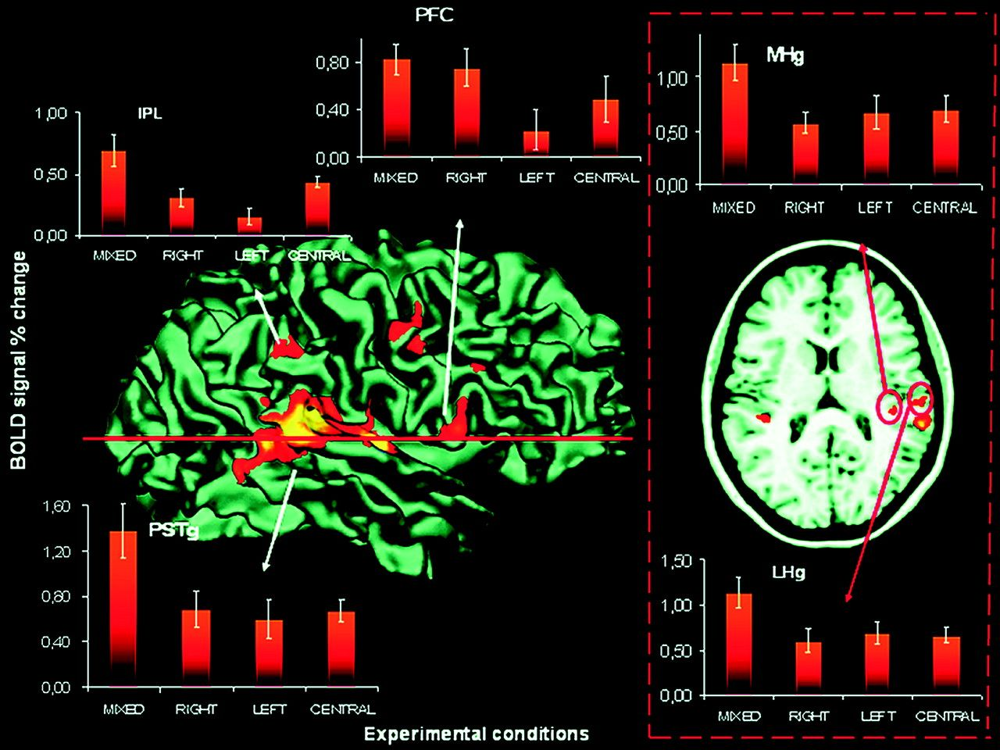 PFC
0,80
0,40
0,00
MIXED RIGHT LEFT CENTRAL
MHg
1,00
0,50
0,00
MIXED RIGHT LEFT CENTRAL
IPL
1,00
0,50
0,00
MIXED RIGHT LEFT CENTRAL
BOLD signal % change
PSTg
1,60
1,20
0,80
0,40
0,00
MIXED RIGHT LEFT CENTRAL
LHg
1,50
1,00
0,50
0,00
MIXED RIGHT LEFT CENTRAL
Experimental conditions